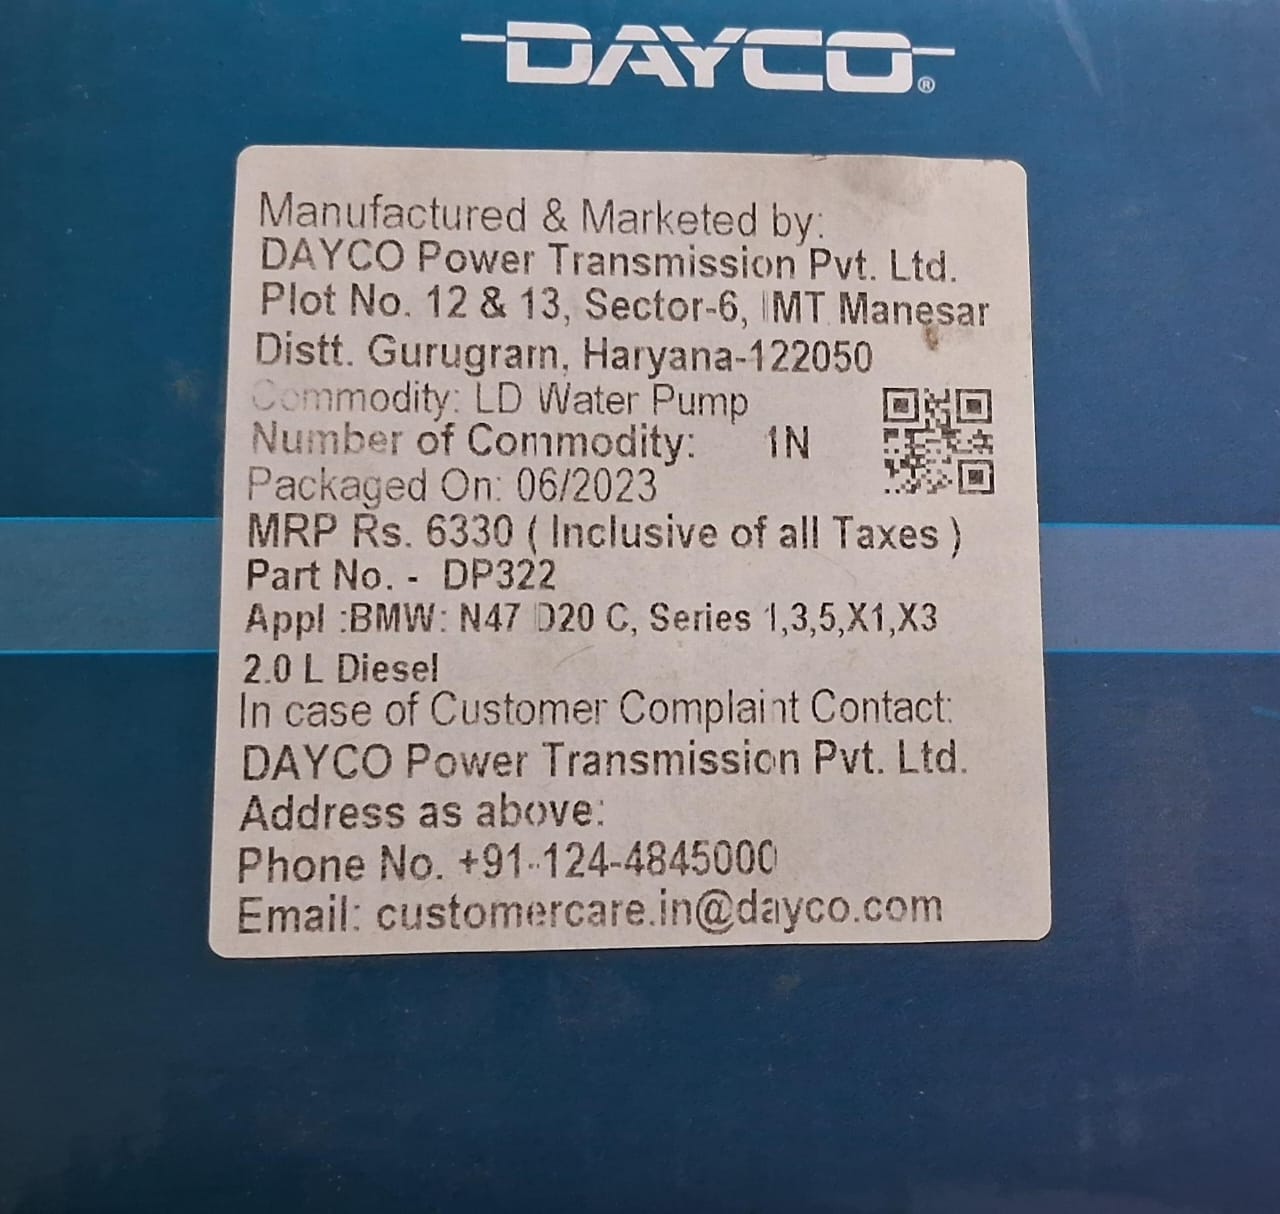 DAYCO®
Manufactured & Marketed by:
DAYCO Power Transmission Pvt. Ltd.
Plot No. 12 & 13, Sector-6, IMT Manesar
Distt. Gurugram, Haryana-122050
Commodity: LD Water Pump
Number of Commodity: 1N
Packaged On: 06/2023
MRP Rs. 6330 ( Inclusive of all Taxes )
Part No. - DP322
Appl :BMW: N47 D20 C, Series 1,3,5,X1,X3
2.0 L Diesel
In case of Customer Complaint Contact:
DAYCO Power Transmission Pvt. Ltd.
Address as above:
Phone No. +91-124-4845000
Email: customercare.in@dayco.com